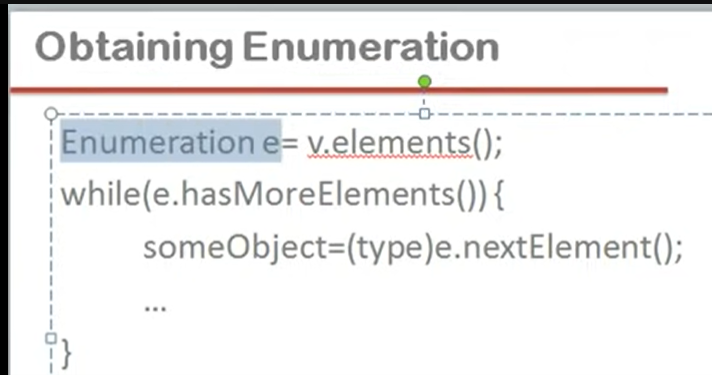 Obtaining Enumeration
Enumeration e= v.elements();
while(e.hasMoreElements()) {
someObject=(type)e.nextElement();
...
}